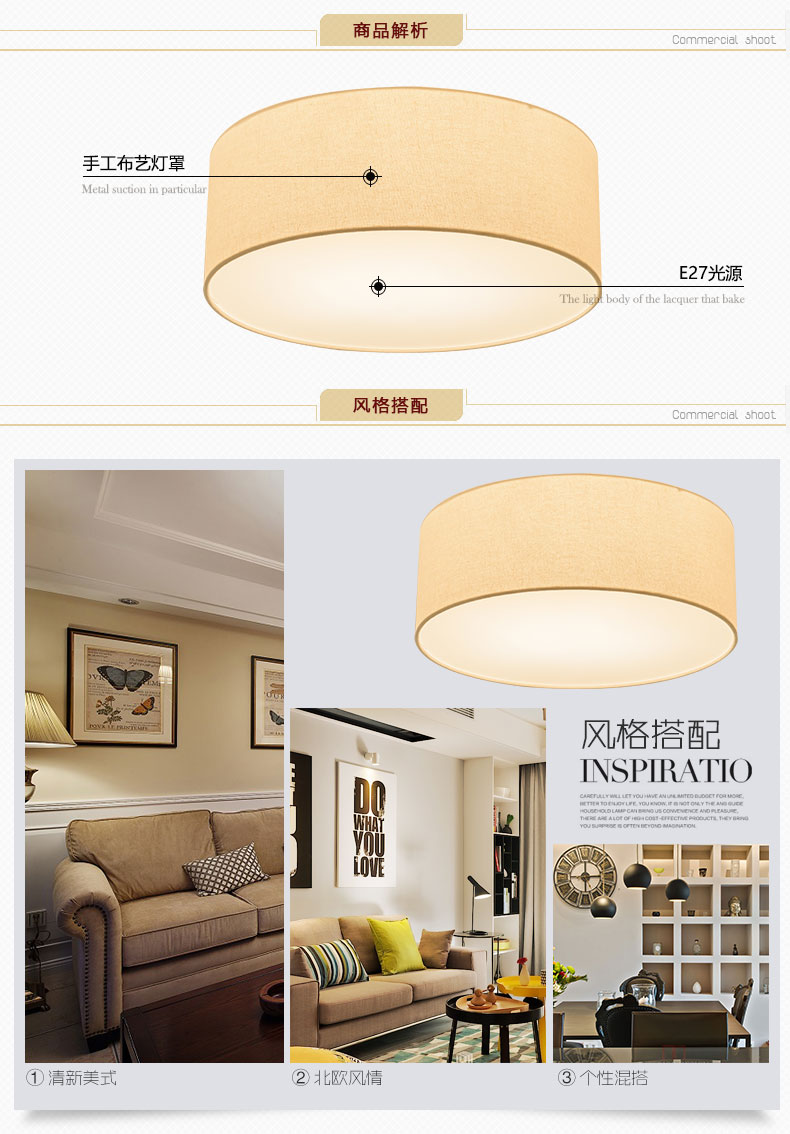 商品解析
Commercial shoot
手工布艺灯罩
Metal suction in particular
E27光源
The light body of the lacquer that bake
风格搭配
Commercial shoot
POUR LE PRINTEMPS
DO
WHAT
YOU
LOVE
风格搭配
INSPIRATIO
CAREFULLY WILL LET YOU HAVE AN UNLIMITED BUDGET FOR MORE,
BETTER TO ENJOY LIFE, YOU KNOW, IT IS NOT ONLY THE ANG GUIDE
HOUSEHOLD LAMP CAN BRING US CONVENIENCE AND PLEASURE,
THERE ARE A LOT OF HIGH COST-EFFECTIVE PRODUCTS, THEY BRING
YOU SURPRISE IS OFTEN BEYOND IMAGINATION.
① 清新美式
② 北欧风情
③ 个性混搭